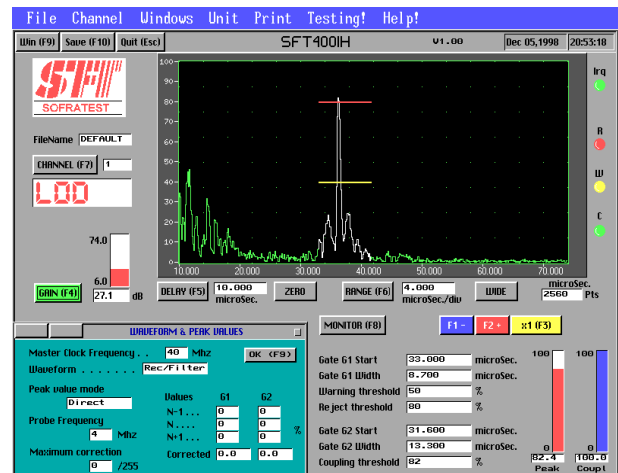 File Channel Windows Unit Print Testing! Help!
Win (F9) Save (F10) Quit (Esc) SFT400IH V1.00 Dec 05,1998 20:53:18
SFT
SOFRATEST
FileName DEFAULT
CHANNEL (F7) 1
LOO
74.0
6.0
GAIN (F4) 27.1 dB
100
90
80
70
60
50
40
30
20
10
0
10.000 20.000 30.000 40.000 50.000 60.000 70.000
Irq
R
W
C
DELAY (F5) 10.000 microSec. ZERO RANGE (F6) 4.000 microSec./div WIDE microSec. 2560 Pts
WAVEFORM & PEAK VALUES
Master Clock Frequency . . 40 Mhz OK (F9)
Waveform . . . . . . . Rec/Filter
Peak value mode
Direct
Values G1 G2
N-1 . . . 0 0
N . . . . 0 0 %
N+1 . . . 0 0
Corrected 0.0 0.0
Probe Frequency
4 Mhz
Maximum correction
0 /255
MONITOR (F8) F1 - F2 + x1 (F3)
Gate G1 Start 33.000 microSec.
Gate G1 Width 8.700 microSec.
Warning threshold 50 %
Reject threshold 80 %
Gate G2 Start 31.600 microSec.
Gate G2 Width 13.300 microSec.
Coupling threshold 82 %
100 100
0 0
82.4 100.0
Peak Coupl